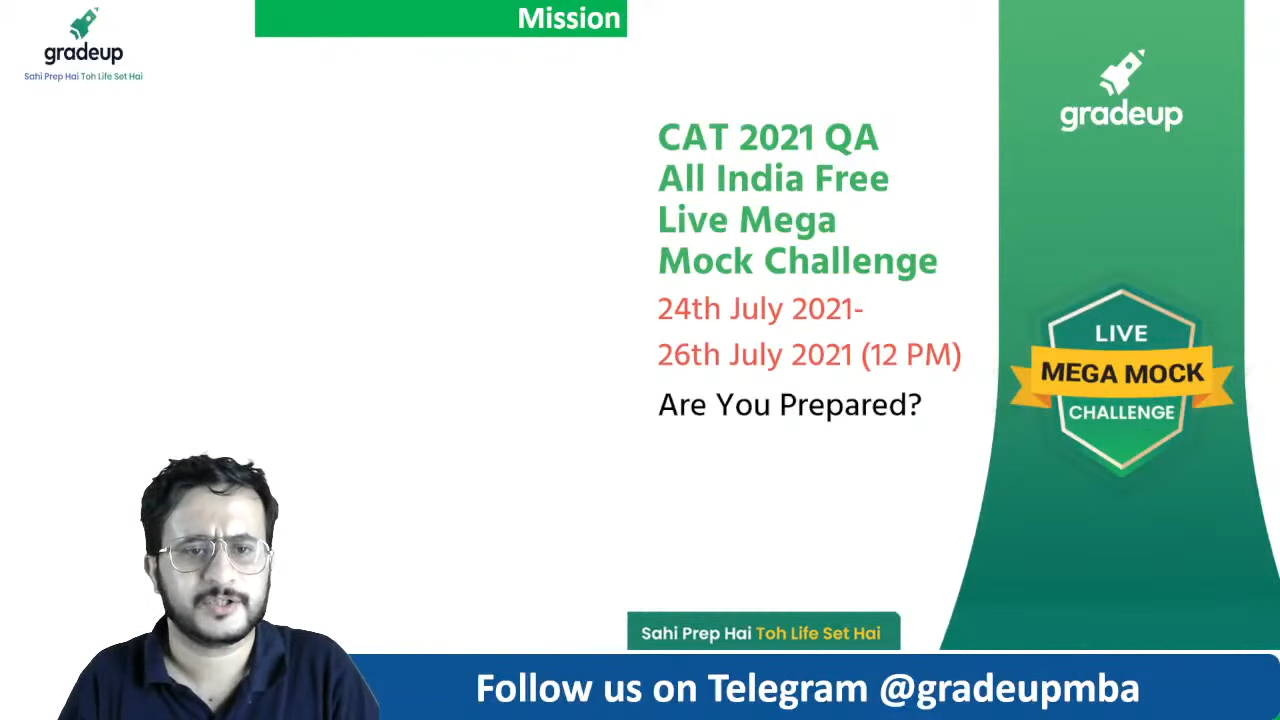 gradeup
Sahi Prep Hai Toh Life Set Hai
Mission
CAT 2021 QA
All India Free
Live Mega
Mock Challenge
24th July 2021-
26th July 2021 (12 PM)
Are You Prepared?
gradeup
LIVE
MEGA MOCK
CHALLENGE
Sahi Prep Hai Toh Life Set Hai
Follow us on Telegram @gradeupmba